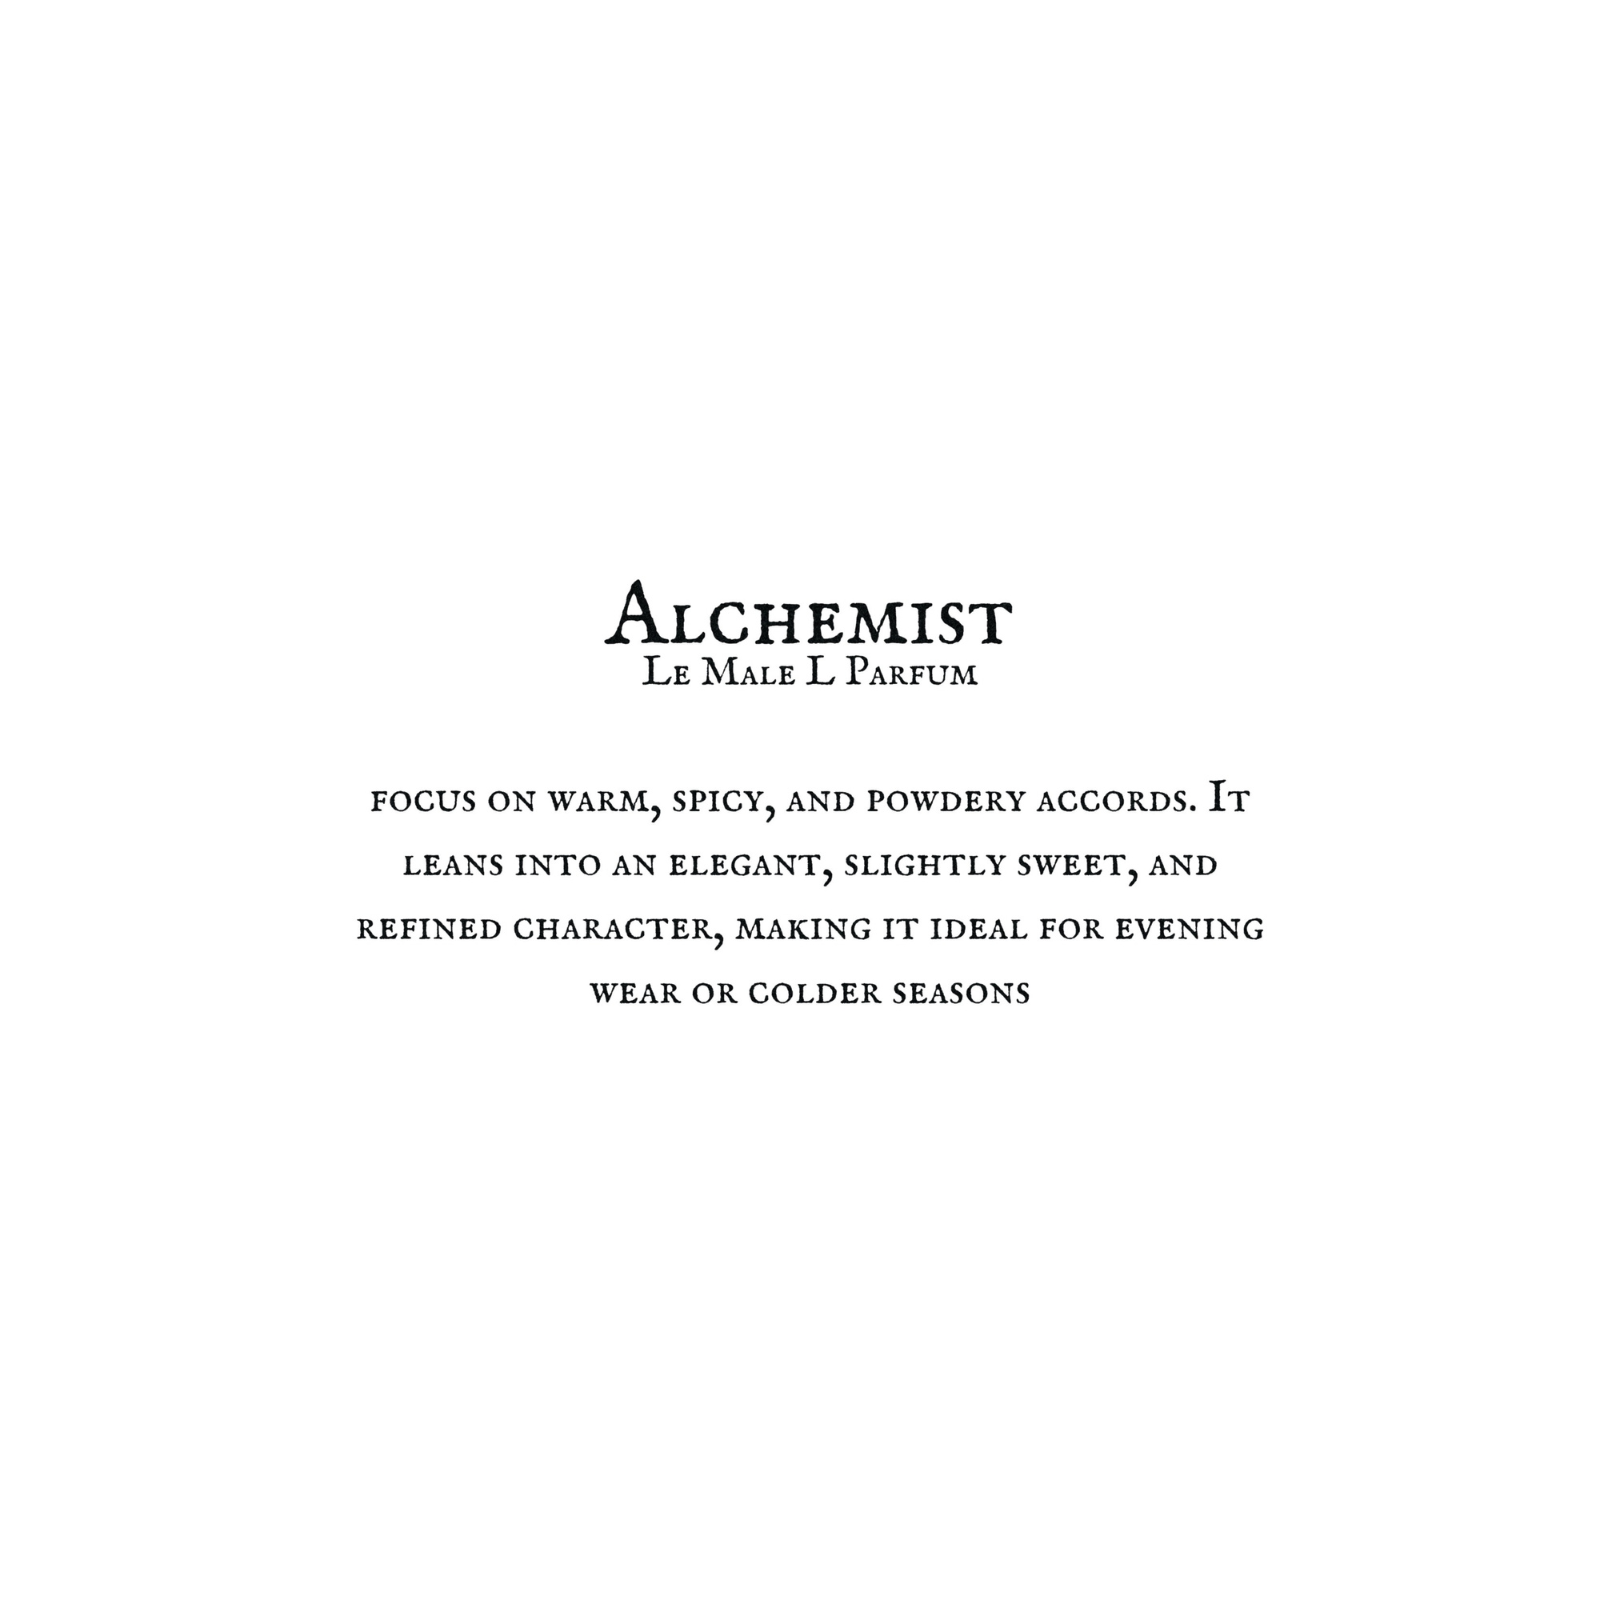 Alchemist
Le Male L Parfum
focus on warm, spicy, and powdery accords. It
leans into an elegant, slightly sweet, and
refined character, making it ideal for evening
wear or colder seasons